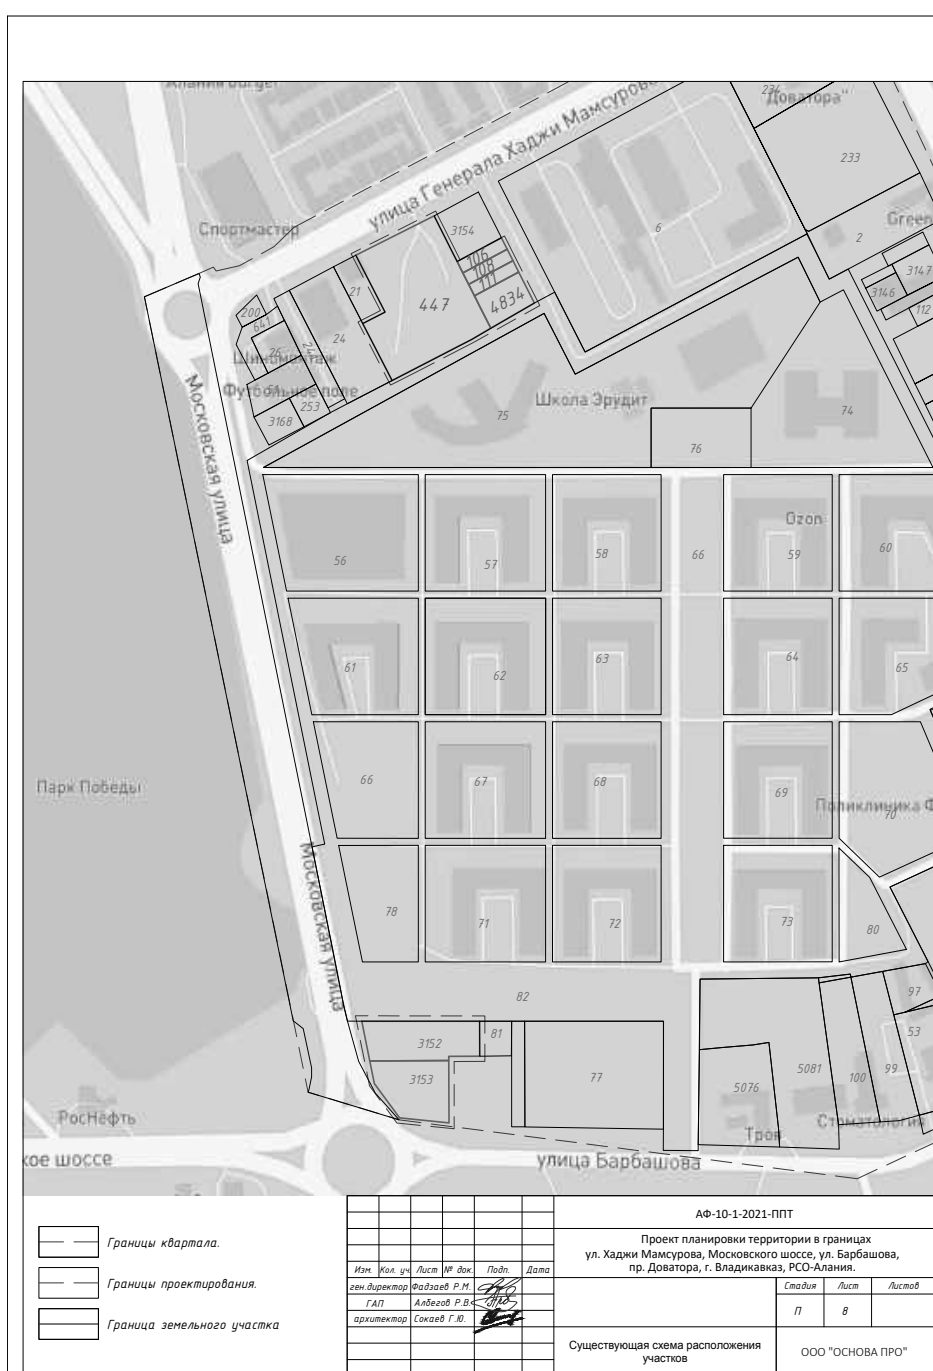 Алания burger
улица Генерала Хаджи Мамсурова
234
Доватора"
233
Спортмастер
3154
6
Green
2
106
108
111
3147
3146
112
21
447
4834
200
641
24
26
Шиномонтаж
Футбольное поле
253
3168
75
Школа Эрудит
74
76
Московская улица
Ozon
56
57
58
66
59
60
61
62
63
64
65
Парк Победы
66
67
68
69
Поликлиника Ф
70
Московская улица
78
71
72
73
80
82
97
81
53
3152
3153
77
5076
5081
100
99
РосНефть
Троя
Стоматология
кое шоссе
улица Барбашова
Границы квартала.
Границы проектирования.
Граница земельного участка
АФ-10-1-2021-ППТ
Проект планировки территории в границах
ул. Хаджи Мамсурова, Московского шоссе, ул. Барбашова,
пр. Доватора, г. Владикавказ, РСО-Алания.
Изм. Кол. уч Лист № док. Подп. Дата
ген.директор Фадзаев Р.М.
ГАП Албегов Р.В.
архитектор Сокаев Г.Ю.
Стадия Лист Листов
П 8
Существующая схема расположения
участков
ООО "ОСНОВА ПРО"